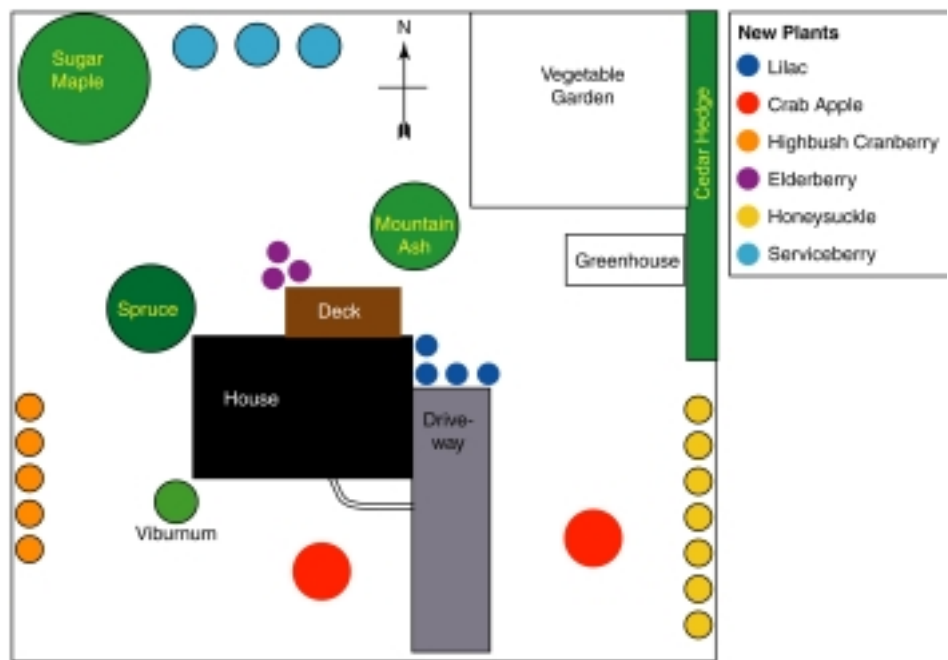 Sugar
Maple
N
Vegetable
Garden
Cedar Hedge
New Plants
Lilac
Crab Apple
Highbush Cranberry
Elderberry
Honeysuckle
Serviceberry
Mountain
Ash
Greenhouse
Spruce
Deck
House
Drive-
way
Viburnum